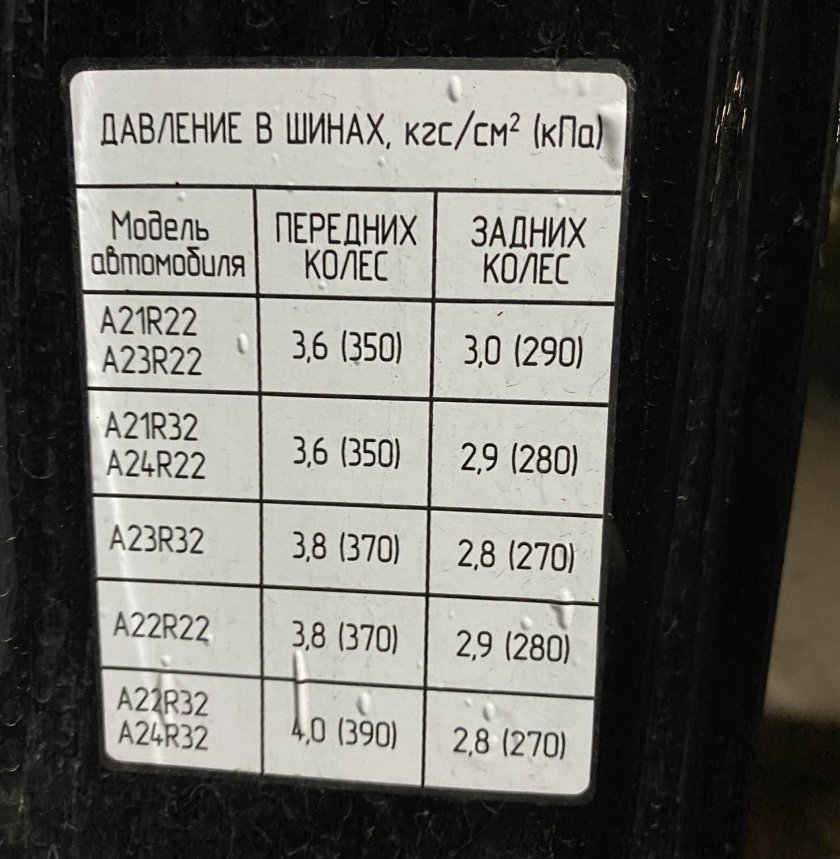 ДАВЛЕНИЕ В ШИНАХ, кгс/см² (кПа)
Модель автомобиля
ПЕРЕДНИХ КОЛЕС
ЗАДНИХ КОЛЕС
A21R22
A23R22
3,6 (350)
3,0 (290)
A21R32
A24R22
3,6 (350)
2,9 (280)
A23R32
3,8 (370)
2,8 (270)
A22R22
3,8 (370)
2,9 (280)
A22R32
A24R32
4,0 (390)
2,8 (270)